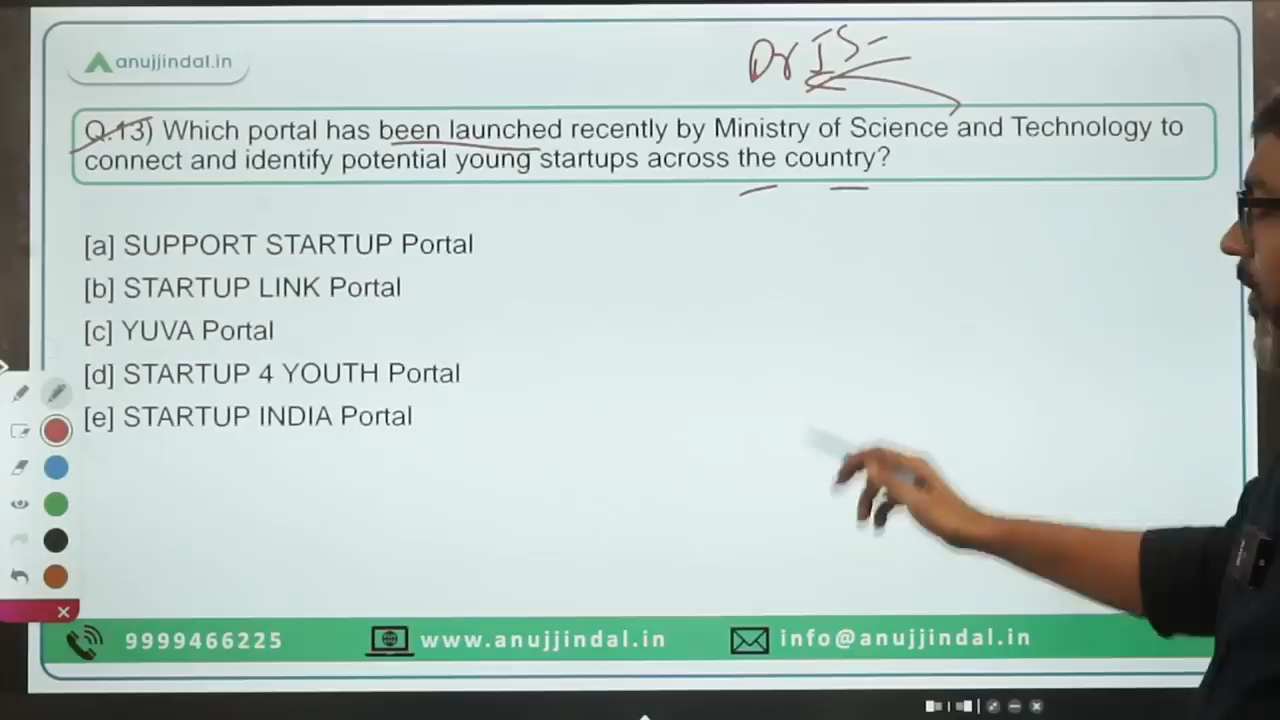 anujjindal.in
Dr IS-
Q.13) Which portal has been launched recently by Ministry of Science and Technology to
connect and identify potential young startups across the country?
[a] SUPPORT STARTUP Portal
[b] STARTUP LINK Portal
[c] YUVA Portal
[d] STARTUP 4 YOUTH Portal
[e] STARTUP INDIA Portal
9999466225 www.anujjindal.in info@anujjindal.in